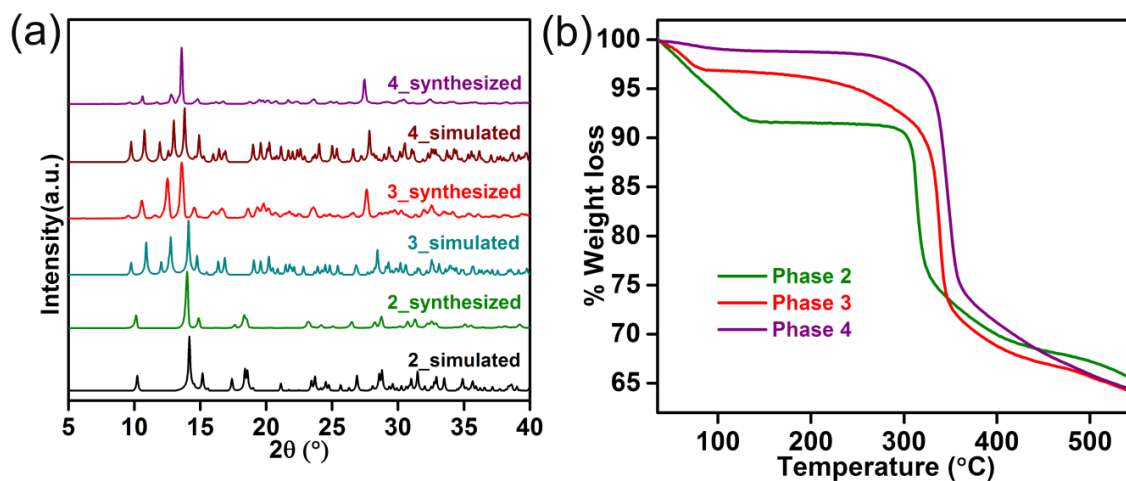 (a)
Intensity(a.u.)
4_synthesized
4_simulated
3_synthesized
3_simulated
2_synthesized
2_simulated
5 10 15 20 25 30 35 40
2θ (°)
(b)
% Weight loss
100
95
90
85
80
75
70
65
Phase 2
Phase 3
Phase 4
100 200 300 400 500
Temperature (°C)